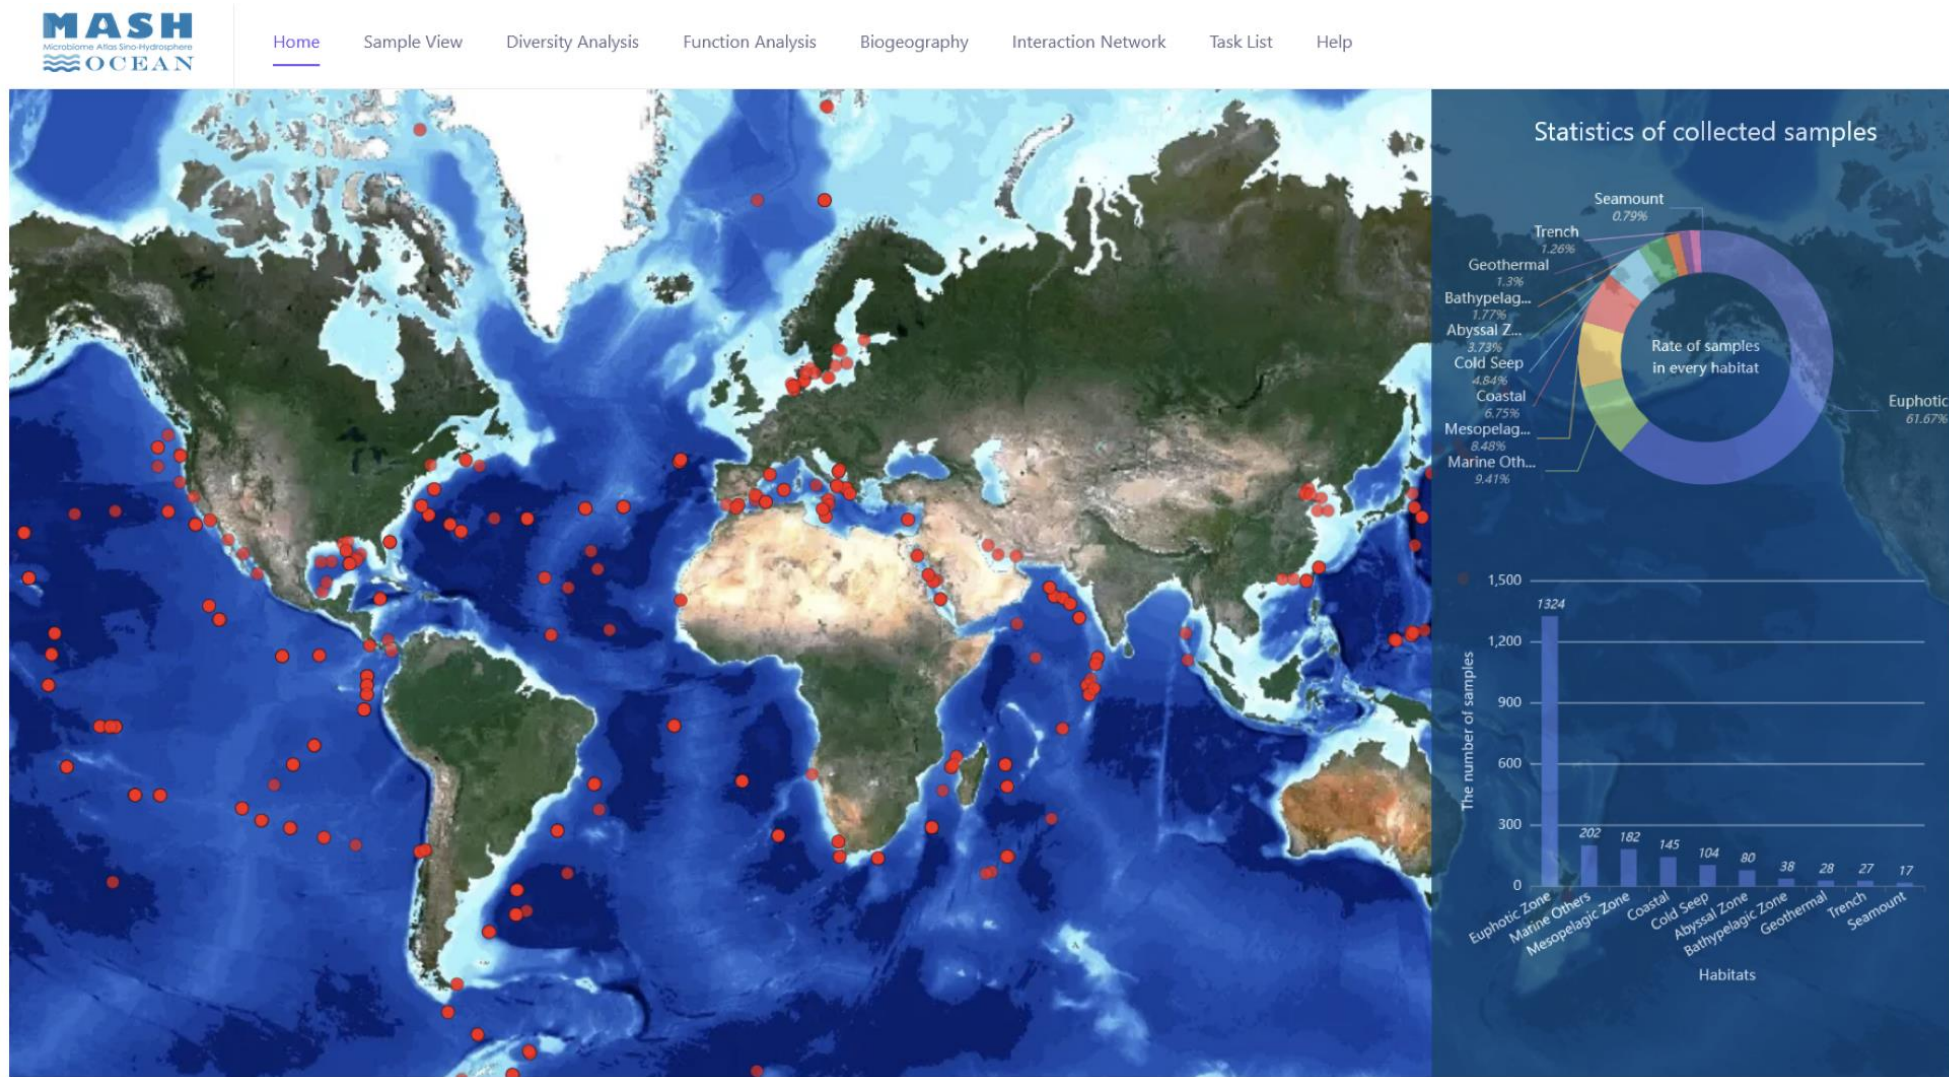 MASH
Microbiome Atlas Sino-Hydrosphere
OCEAN
Home Sample View Diversity Analysis Function Analysis Biogeography Interaction Network Task List Help
Statistics of collected samples
Seamount
0.79%
Trench
1.26%
Geothermal
1.3%
Bathypelag...
1.77%
Abyssal Z...
3.73%
Cold Seep
4.84%
Coastal
6.75%
Mesopelag...
8.48%
Marine Oth...
9.41%
Rate of samples
in every habitat
Euphotic
61.67%
The number of samples
1,500
1,200
900
600
300
0
1324
202
182
145
104
80
38
28
27
17
Euphotic Zone
Marine Others
Mesopelagic Zone
Coastal
Cold Seep
Abyssal Zone
Bathypelagic Zone
Geothermal
Trench
Seamount
Habitats